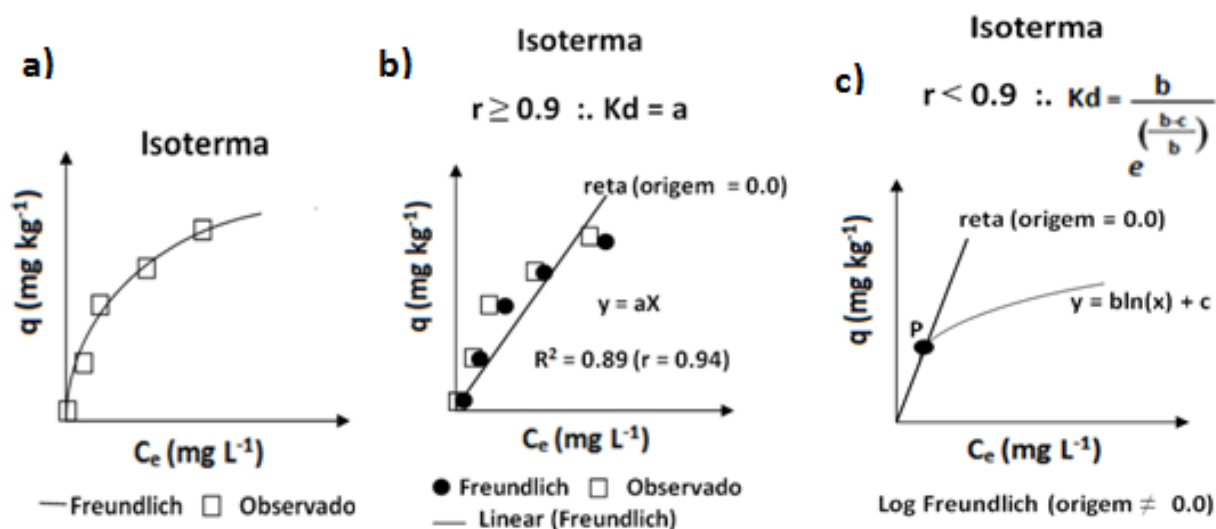 a)
Isoterma
q (mg kg⁻¹)
Cₑ (mg L⁻¹)
Freundlich Observado
b)
Isoterma
r ≥ 0.9 :. Kd = a
reta (origem = 0.0)
q (mg kg⁻¹)
y = aX
R² = 0.89 (r = 0.94)
Cₑ (mg L⁻¹)
Freundlich Observado
Linear (Freundlich)
c)
Isoterma
r < 0.9 :. Kd = b / e^((b-c)/b)
reta (origem = 0.0)
q (mg kg⁻¹)
P
y = bln(x) + c
Cₑ (mg L⁻¹)
Log Freundlich (origem ≠ 0.0)